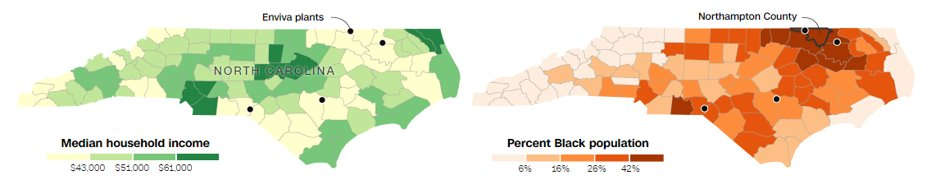 Enviva plants
NORTH CAROLINA
Median household income
$43,000 $51,000 $61,000
Northampton County
Percent Black population
6% 16% 26% 42%